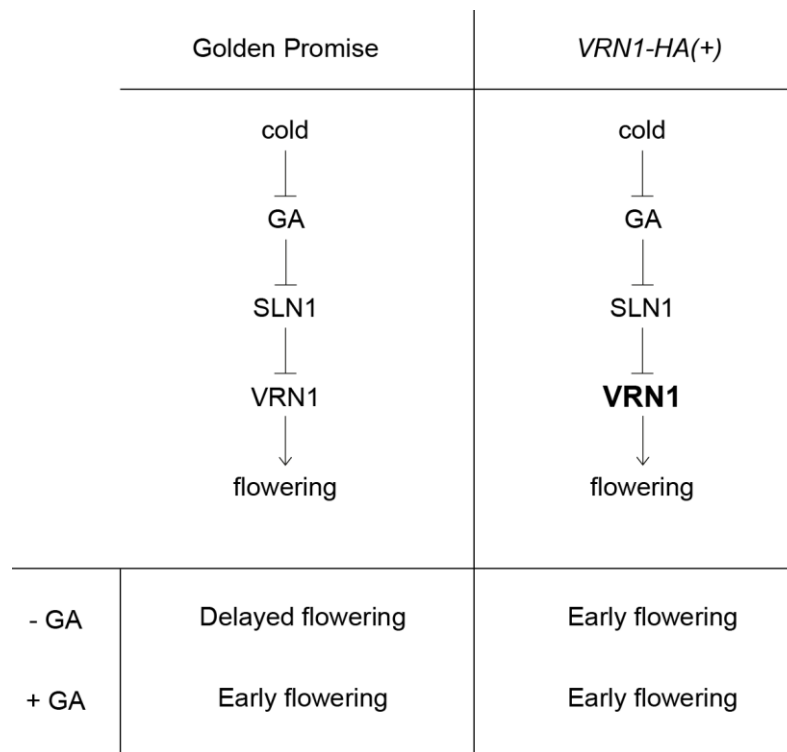 Golden Promise VRN1-HA(+)
cold cold
GA GA
SLN1 SLN1
VRN1 VRN1
flowering flowering
- GA Delayed flowering Early flowering
+ GA Early flowering Early flowering